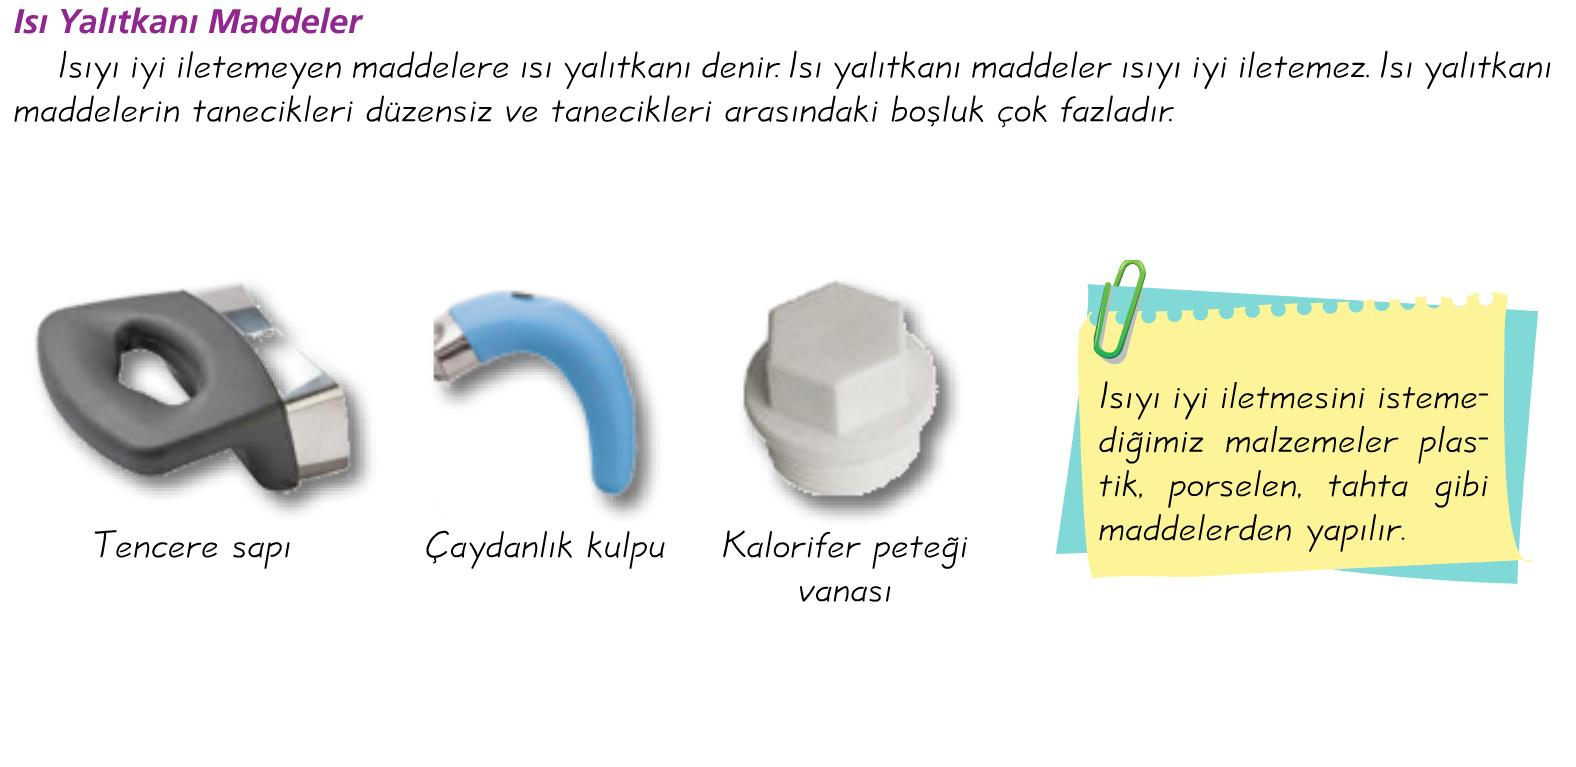 Isı Yalıtkanı Maddeler
Isıyı iyi iletemeyen maddelere ısı yalıtkanı denir. Isı yalıtkanı maddeler ısıyı iyi iletemez. Isı yalıtkanı
maddelerin tanecikleri düzensiz ve tanecikleri arasındaki boşluk çok fazladır.
Tencere sapı
Çaydanlık kulpu
Kalorifer peteği
vanası
Isıyı iyi iletmesini isteme-
diğimiz malzemeler plas-
tik, porselen, tahta gibi
maddelerden yapılır.